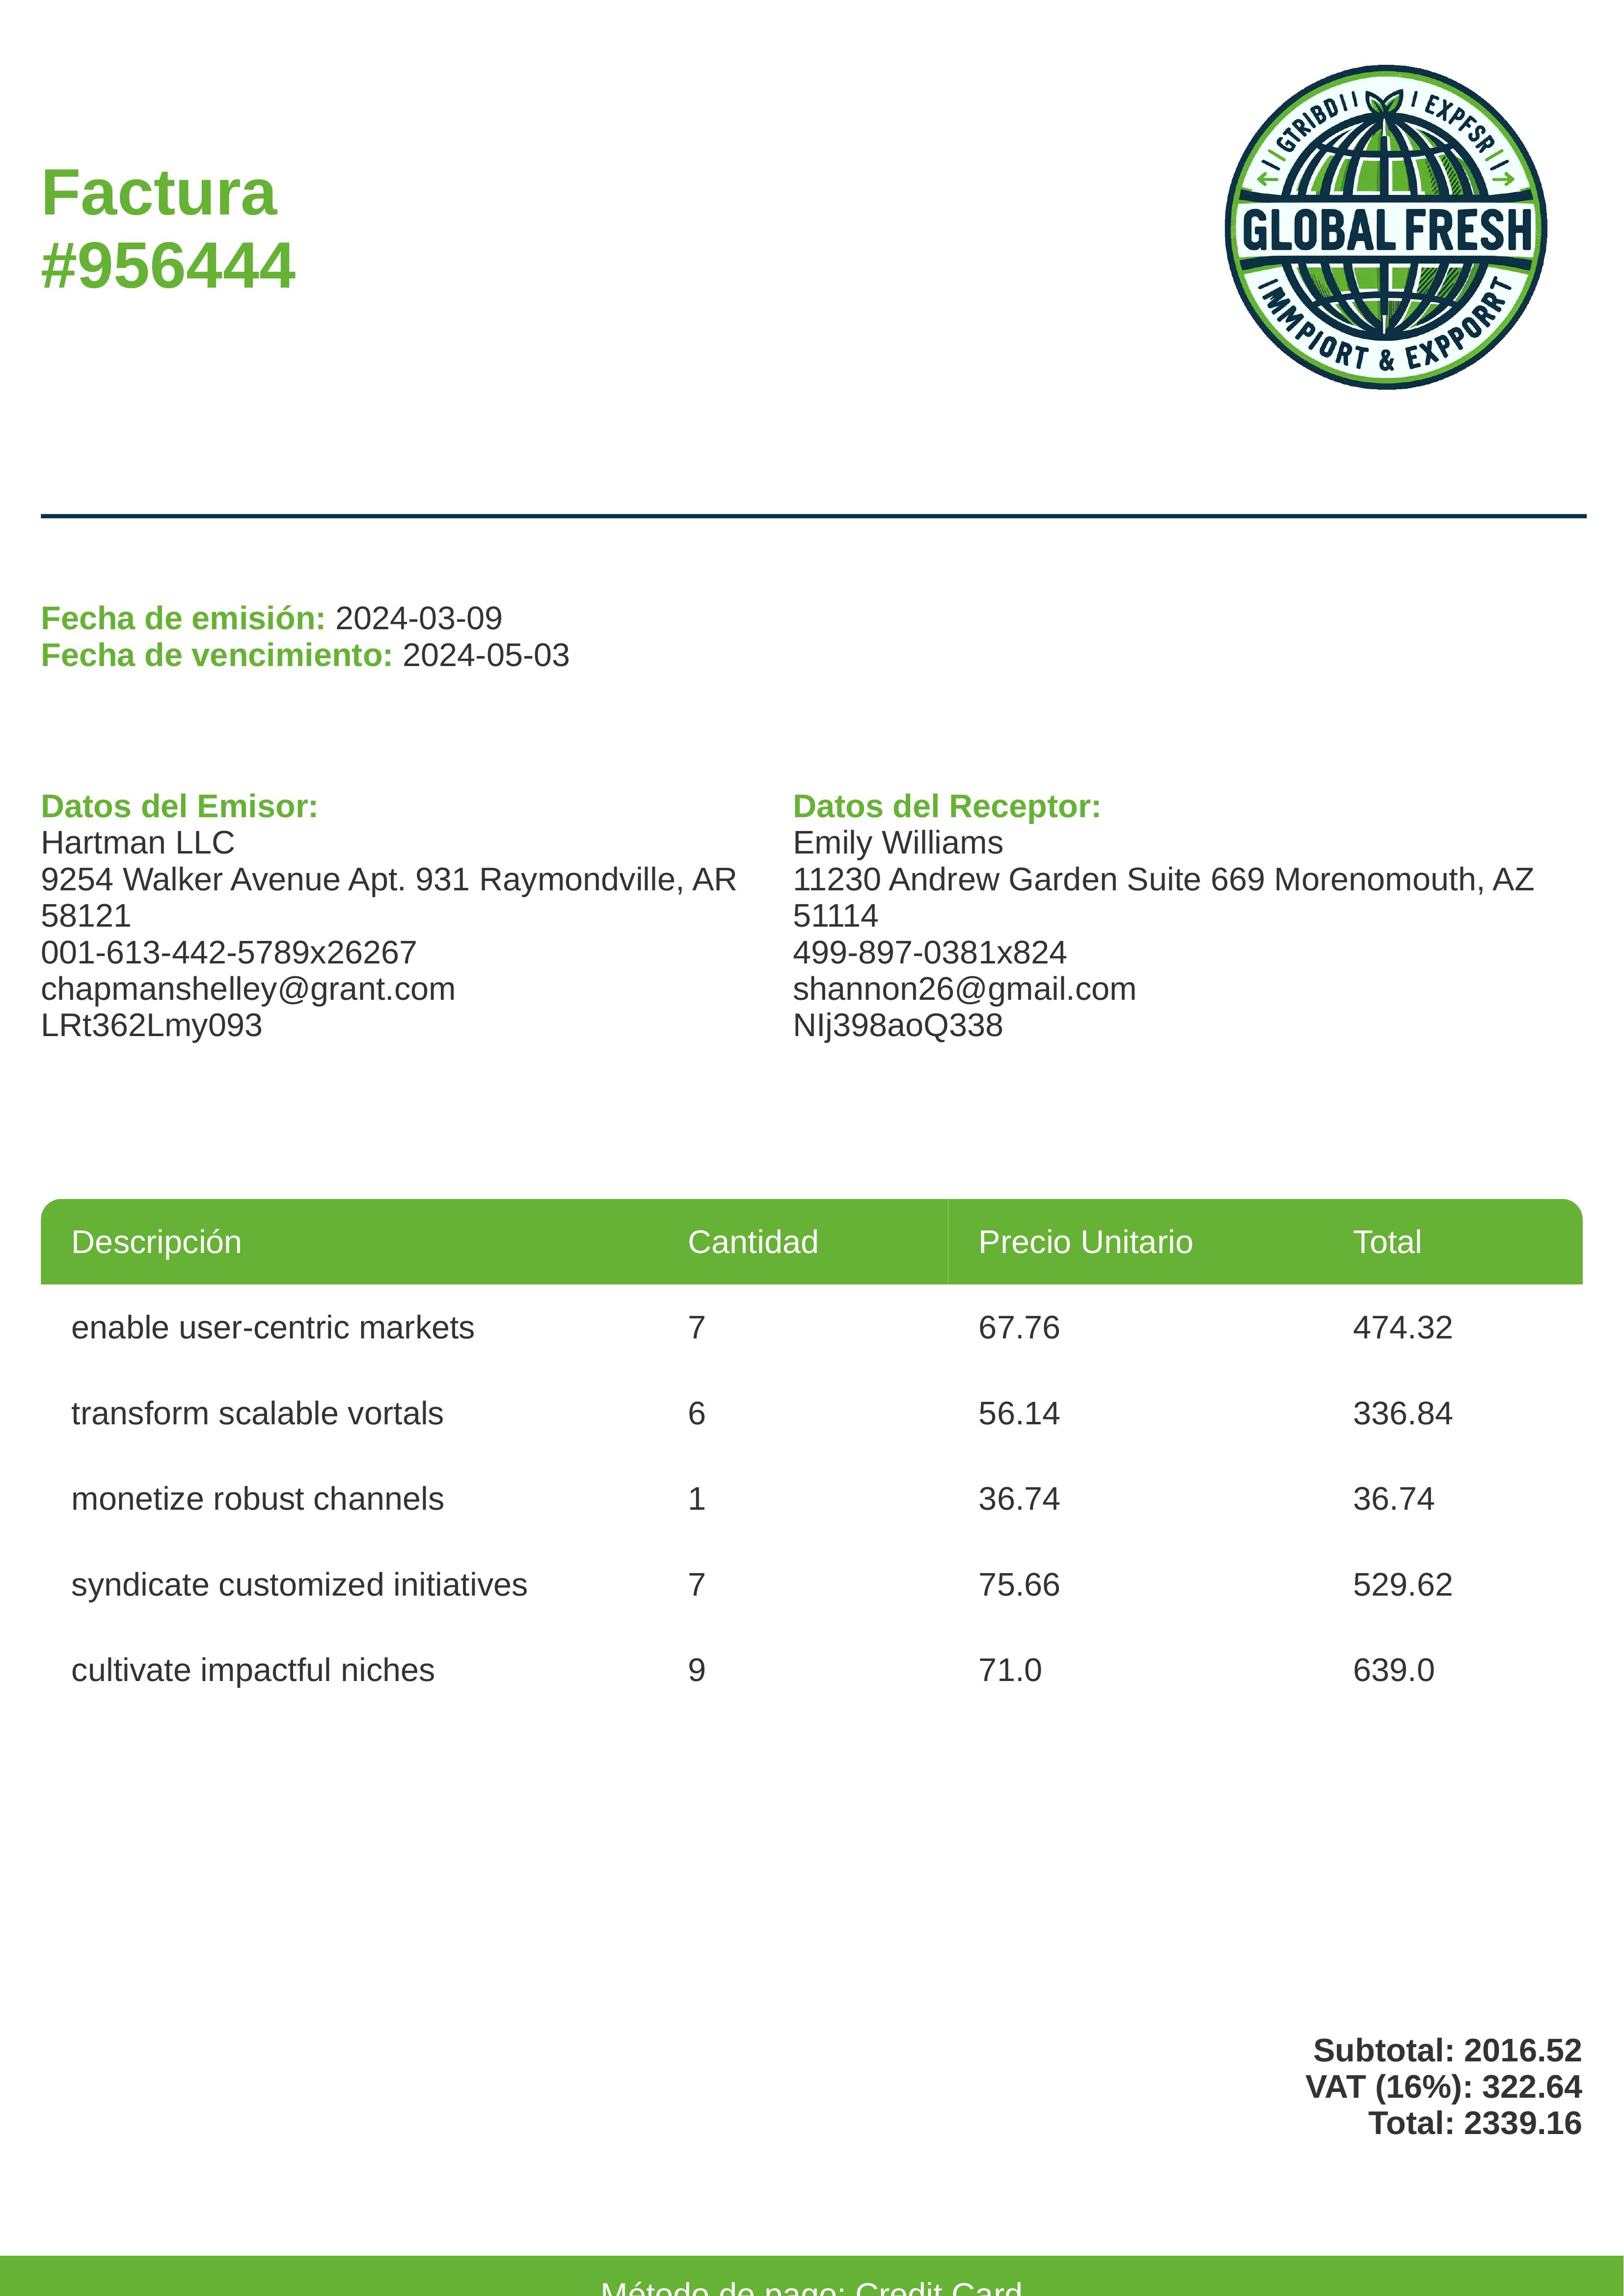 Factura
#956444
GTRIBDII
EXPFSR
GLOBAL FRESH
IMMPIORT & EXPPORRT
Fecha de emisión: 2024-03-09
Fecha de vencimiento: 2024-05-03
Datos del Emisor:
Hartman LLC
9254 Walker Avenue Apt. 931 Raymondville, AR
58121
001-613-442-5789x26267
chapmanshelley@grant.com
LRt362Lmy093
Datos del Receptor:
Emily Williams
11230 Andrew Garden Suite 669 Morenomouth, AZ
51114
499-897-0381x824
shannon26@gmail.com
NIj398aoQ338
Descripción Cantidad Precio Unitario Total
enable user-centric markets 7 67.76 474.32
transform scalable vortals 6 56.14 336.84
monetize robust channels 1 36.74 36.74
syndicate customized initiatives 7 75.66 529.62
cultivate impactful niches 9 71.0 639.0
Subtotal: 2016.52
VAT (16%): 322.64
Total: 2339.16
Método de pago: Credit Card